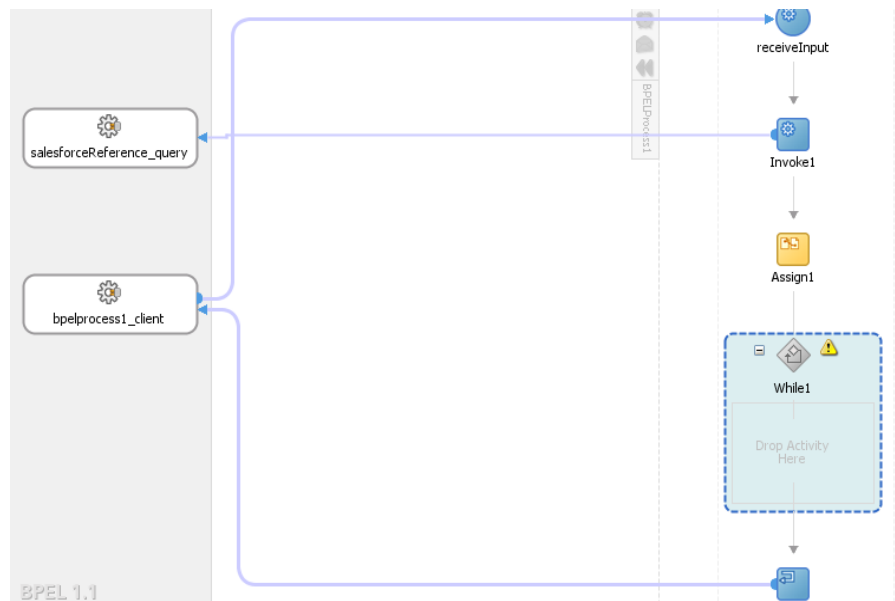 receiveInput
BPELProcess1
salesforceReference_query
Invoke1
Assign1
bpelprocess1_client
While1
Drop Activity
Here
BPEL 1.1